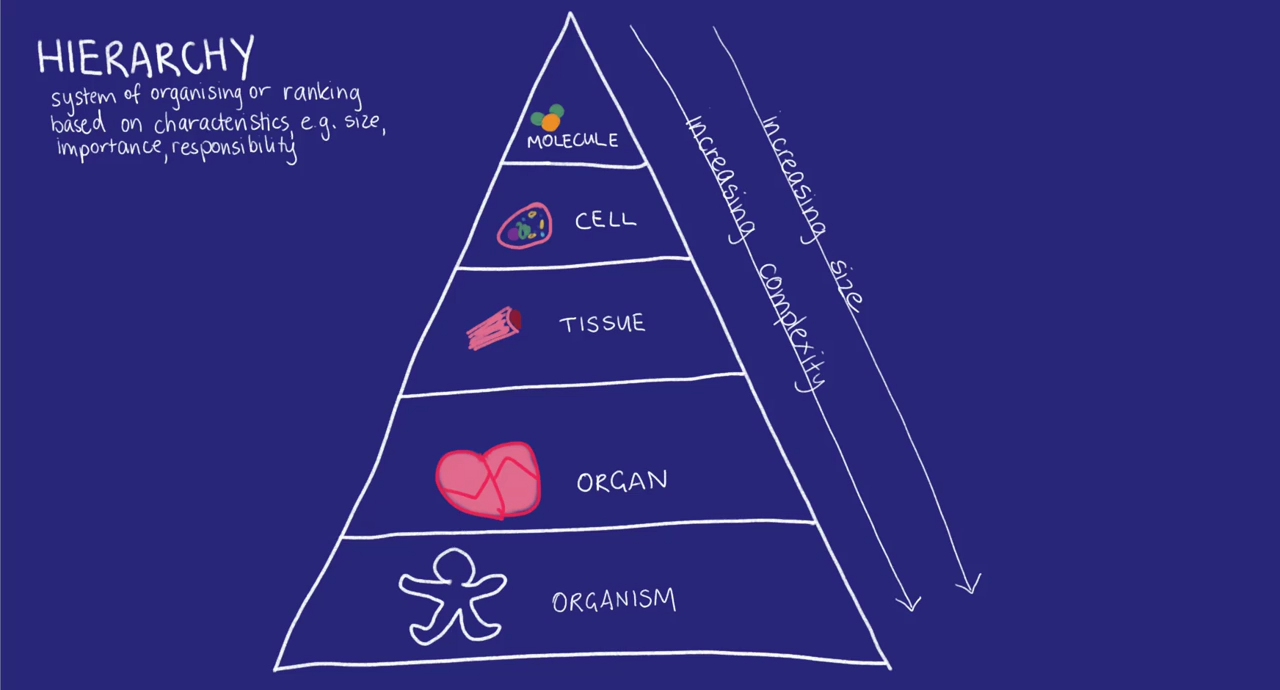 HIERARCHY
system of organising or ranking
based on characteristics, e.g. size,
importance, responsibility
MOLECULE
CELL
TISSUE
ORGAN
ORGANISM
increasing complexity
increasing size